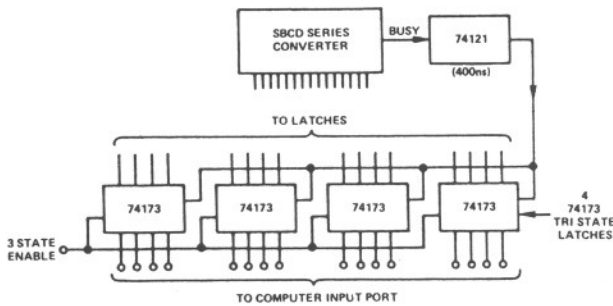 SBCD SERIES
CONVERTER
BUSY
74121
(400ns)
TO LATCHES
74173
74173
74173
74173
4
74173
TRI STATE
LATCHES
3 STATE
ENABLE
TO COMPUTER INPUT PORT